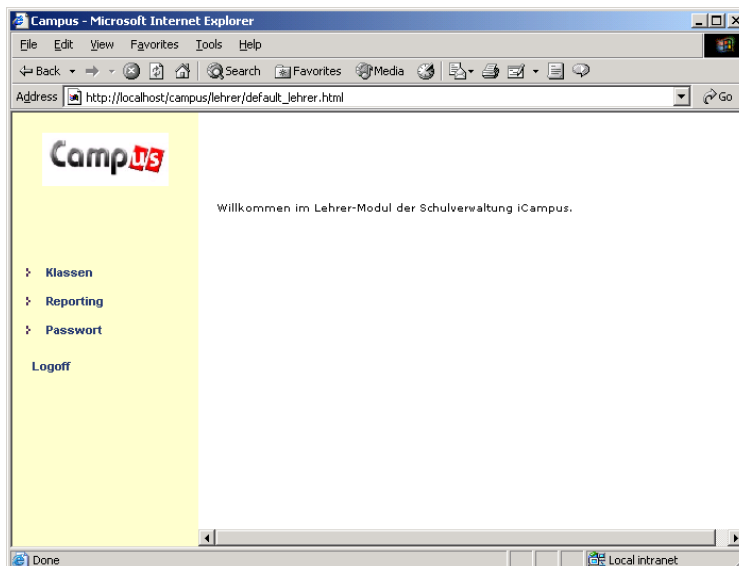 Campus - Microsoft Internet Explorer
File Edit View Favorites Tools Help
Back Search Favorites Media
Address http://localhost/campus/lehrer/default_lehrer.html Go
Campus
Willkommen im Lehrer-Modul der Schulverwaltung iCampus.
Klassen
Reporting
Passwort
Logoff
Done Local intranet